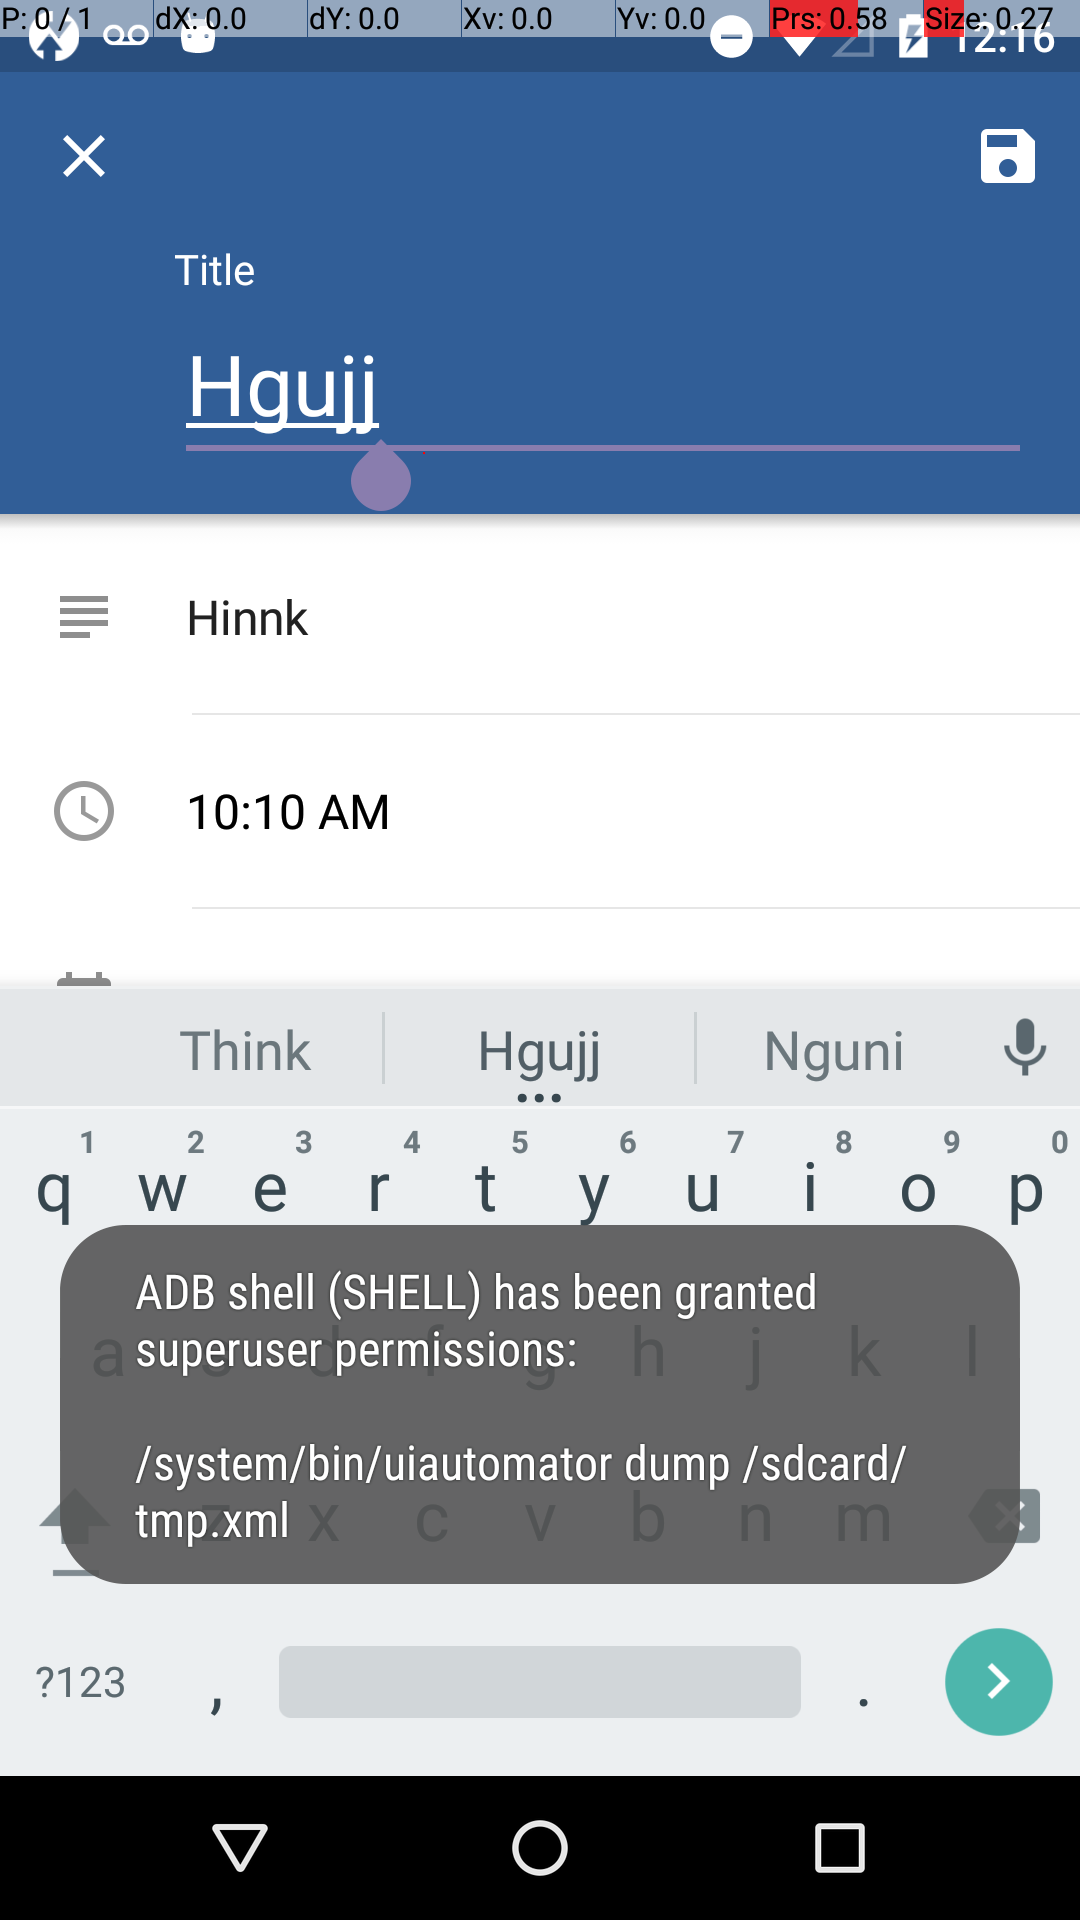 P: 0 / 1 dX: 0.0 dY: 0.0 Xv: 0.0 Yv: 0.0 Prs: 0.58 Size: 0.27
12:16
Title
Hgujj
Hinnk
10:10 AM
Think Hgujj Nguni
1 2 3 4 5 6 7 8 9 0
q w e r t y u i o p
ADB shell (SHELL) has been granted
superuser permissions:
a s d f g h j k l
/system/bin/uiautomator dump /sdcard/
tmp.xml
z x c v b n m
?123 , .